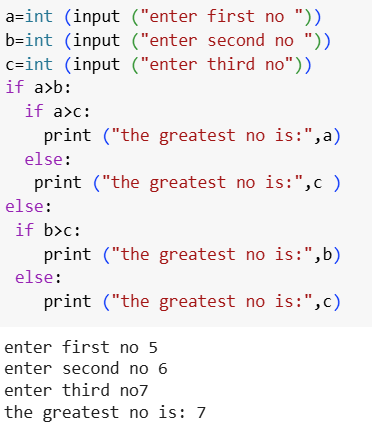 a=int (input ("enter first no "))
b=int (input ("enter second no "))
c=int (input ("enter third no"))
if a>b:
  if a>c:
    print ("the greatest no is:",a)
  else:
   print ("the greatest no is:",c )
else:
 if b>c:
    print ("the greatest no is:",b)
 else:
    print ("the greatest no is:",c)
enter first no 5
enter second no 6
enter third no7
the greatest no is: 7